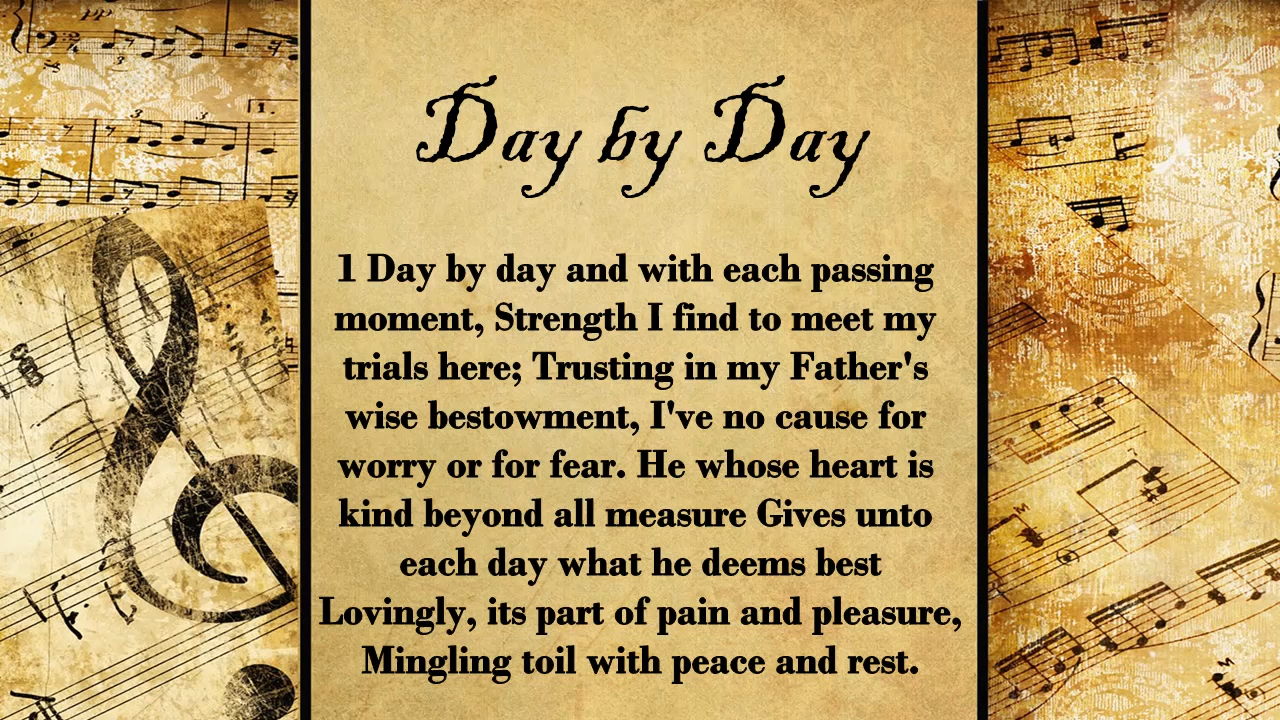 Day by Day
1 Day by day and with each passing
moment, Strength I find to meet my
trials here; Trusting in my Father's
wise bestowment, I've no cause for
worry or for fear. He whose heart is
kind beyond all measure Gives unto
each day what he deems best
Lovingly, its part of pain and pleasure,
Mingling toil with peace and rest.